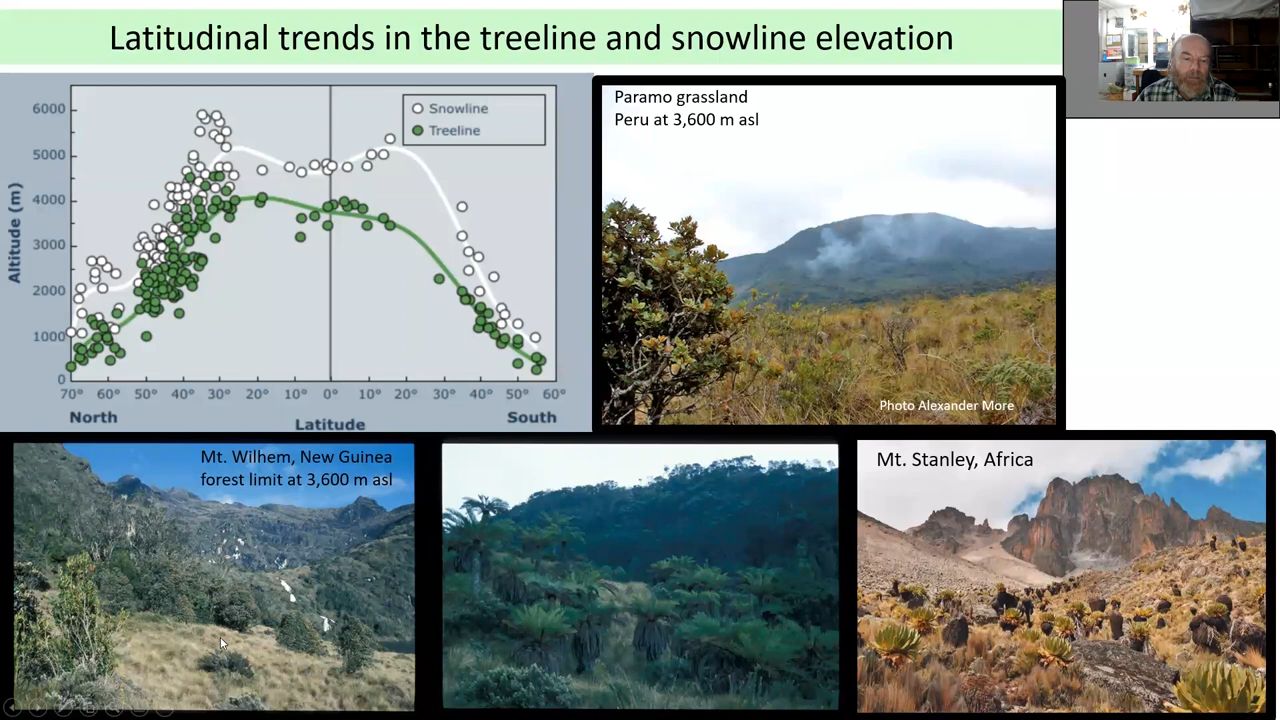 Latitudinal trends in the treeline and snowline elevation
Snowline
Treeline
6000
5000
4000
3000
2000
1000
0
Altitude (m)
70° 60° 50° 40° 30° 20° 10° 0° 10° 20° 30° 40° 50° 60°
North Latitude South
Paramo grassland
Peru at 3,600 m asl
Photo Alexander More
Mt. Wilhem, New Guinea
forest limit at 3,600 m asl
Mt. Stanley, Africa